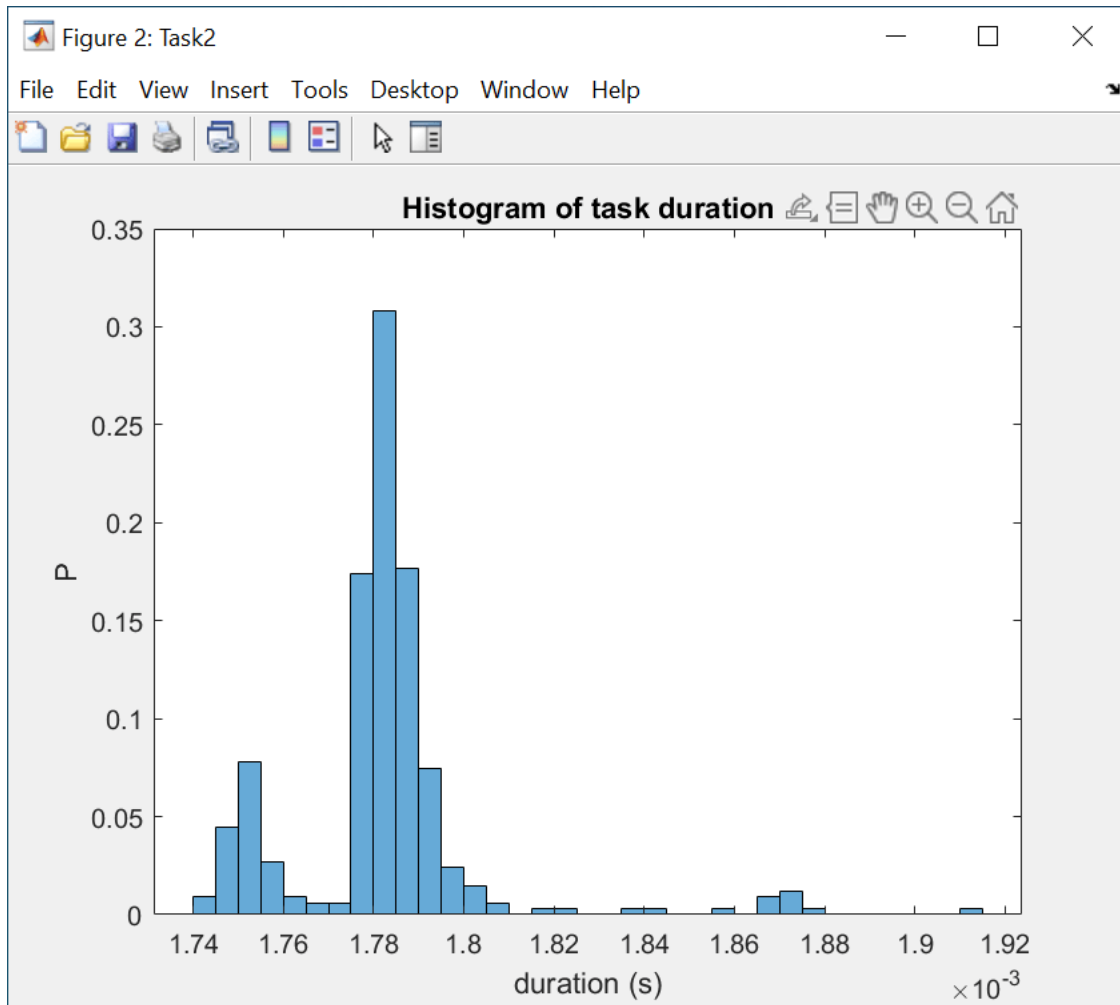 Figure 2: Task2
File Edit View Insert Tools Desktop Window Help
Histogram of task duration
0.35
0.3
0.25
0.2
0.15
0.1
0.05
0
P
1.74 1.76 1.78 1.8 1.82 1.84 1.86 1.88 1.9 1.92
duration (s)
×10⁻³